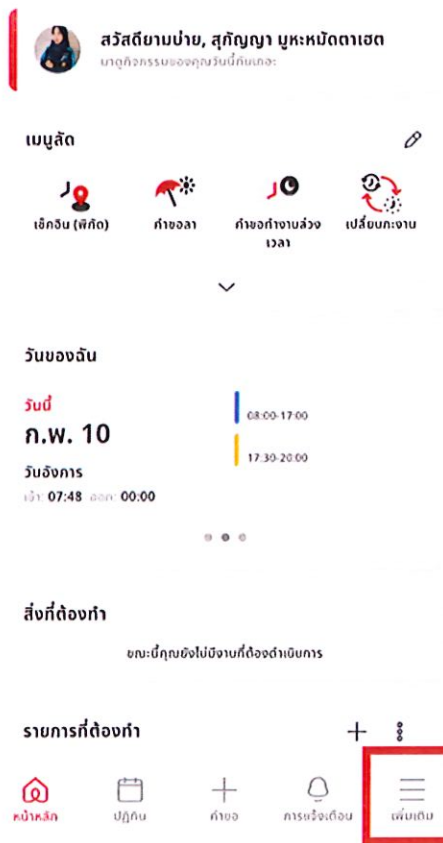 สวัสดียามบ่าย, สุกัญญา มูหะหมัดตาเฮต
มาดูกิจกรรมของคุณวันนี้กันเถอะ
เมนูลัด
เช็คอิน (พิกัด)
คำขอลา
คำขอทำงานล่วงเวลา
เปลี่ยนกะงาน
วันของฉัน
วันนี้
ก.พ. 10
08:00-17:00
17:30-20:00
วันอังคาร
เข้า: 07:48 ออก: 00:00
สิ่งที่ต้องทำ
ขณะนี้คุณยังไม่มีงานที่ต้องดำเนินการ
รายการที่ต้องทำ
หน้าหลัก
ปฏิทิน
คำขอ
การแจ้งเตือน
เพิ่มเติม